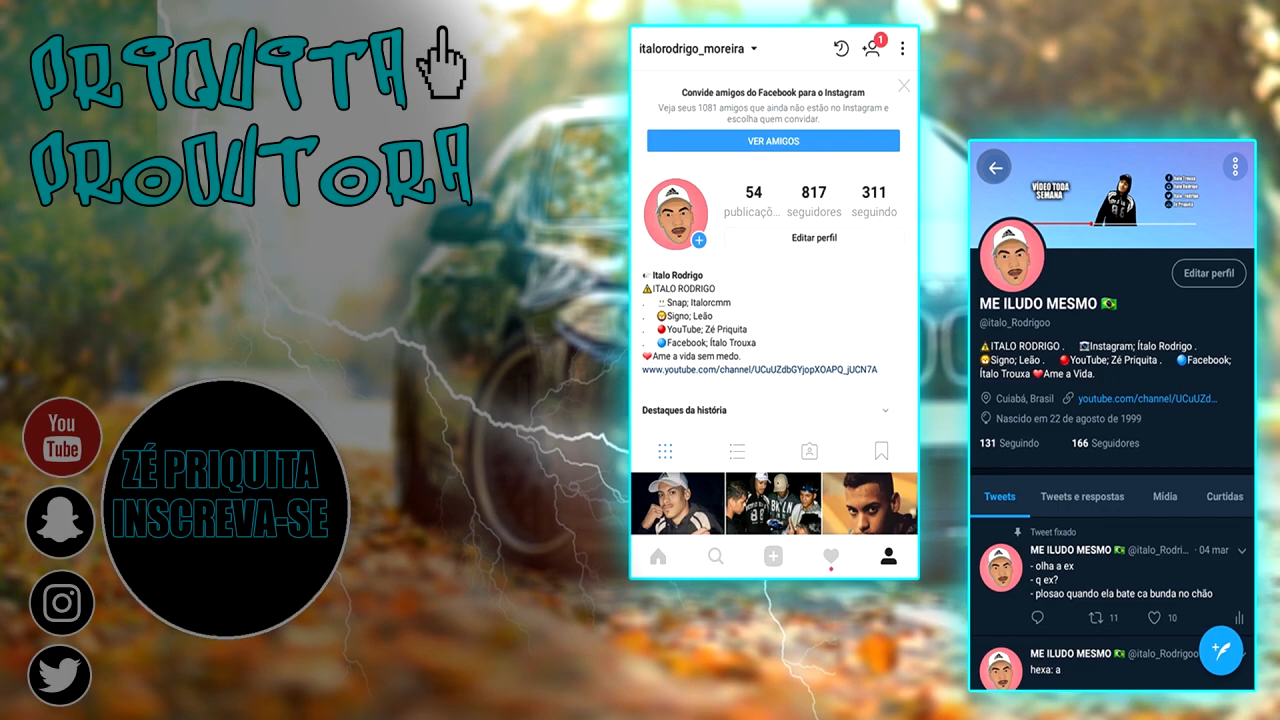 PRIQUITA
PRODUTORA
You
Tube
ZÉ PRIQUITA
INSCREVA-SE
italorodrigo_moreira
1
Convide amigos do Facebook para o Instagram
Veja seus 1081 amigos que ainda não estão no Instagram e
escolha quem convidar.
VER AMIGOS
54 817 311
publicaçõ... seguidores seguindo
Editar perfil
Italo Rodrigo
⚠ITALO RODRIGO
. Snap; Italorcmm
. Signo; Leão
. 🔴YouTube; Zé Priquita
. 🔵Facebook; Ítalo Trouxa
❤Ame a vida sem medo.
www.youtube.com/channel/UCuUZdbGYjopXOAPQ_jUCN7A
Destaques da história
VÍDEO TODA
SEMANA
Italo Trouxa
Italo Rodrigo
Zé Priquita
Editar perfil
ME ILUDO MESMO 🇧🇷
@italo_Rodrigoo
⚠ITALO RODRIGO . 📷Instagram; Ítalo Rodrigo .
🦁Signo; Leão . 🔴YouTube; Zé Priquita . 🔵Facebook;
Ítalo Trouxa ❤Ame a Vida.
Cuiabá, Brasil youtube.com/channel/UCuUZd...
Nascido em 22 de agosto de 1999
131 Seguindo 166 Seguidores
Tweets Tweets e respostas Mídia Curtidas
Tweet fixado
ME ILUDO MESMO 🇧🇷 @italo_Rodri... · 04 mar
- olha a ex
- q ex?
- plosao quando ela bate ca bunda no chão
11 10
ME ILUDO MESMO 🇧🇷 @italo_Rodrigoo
hexa: a